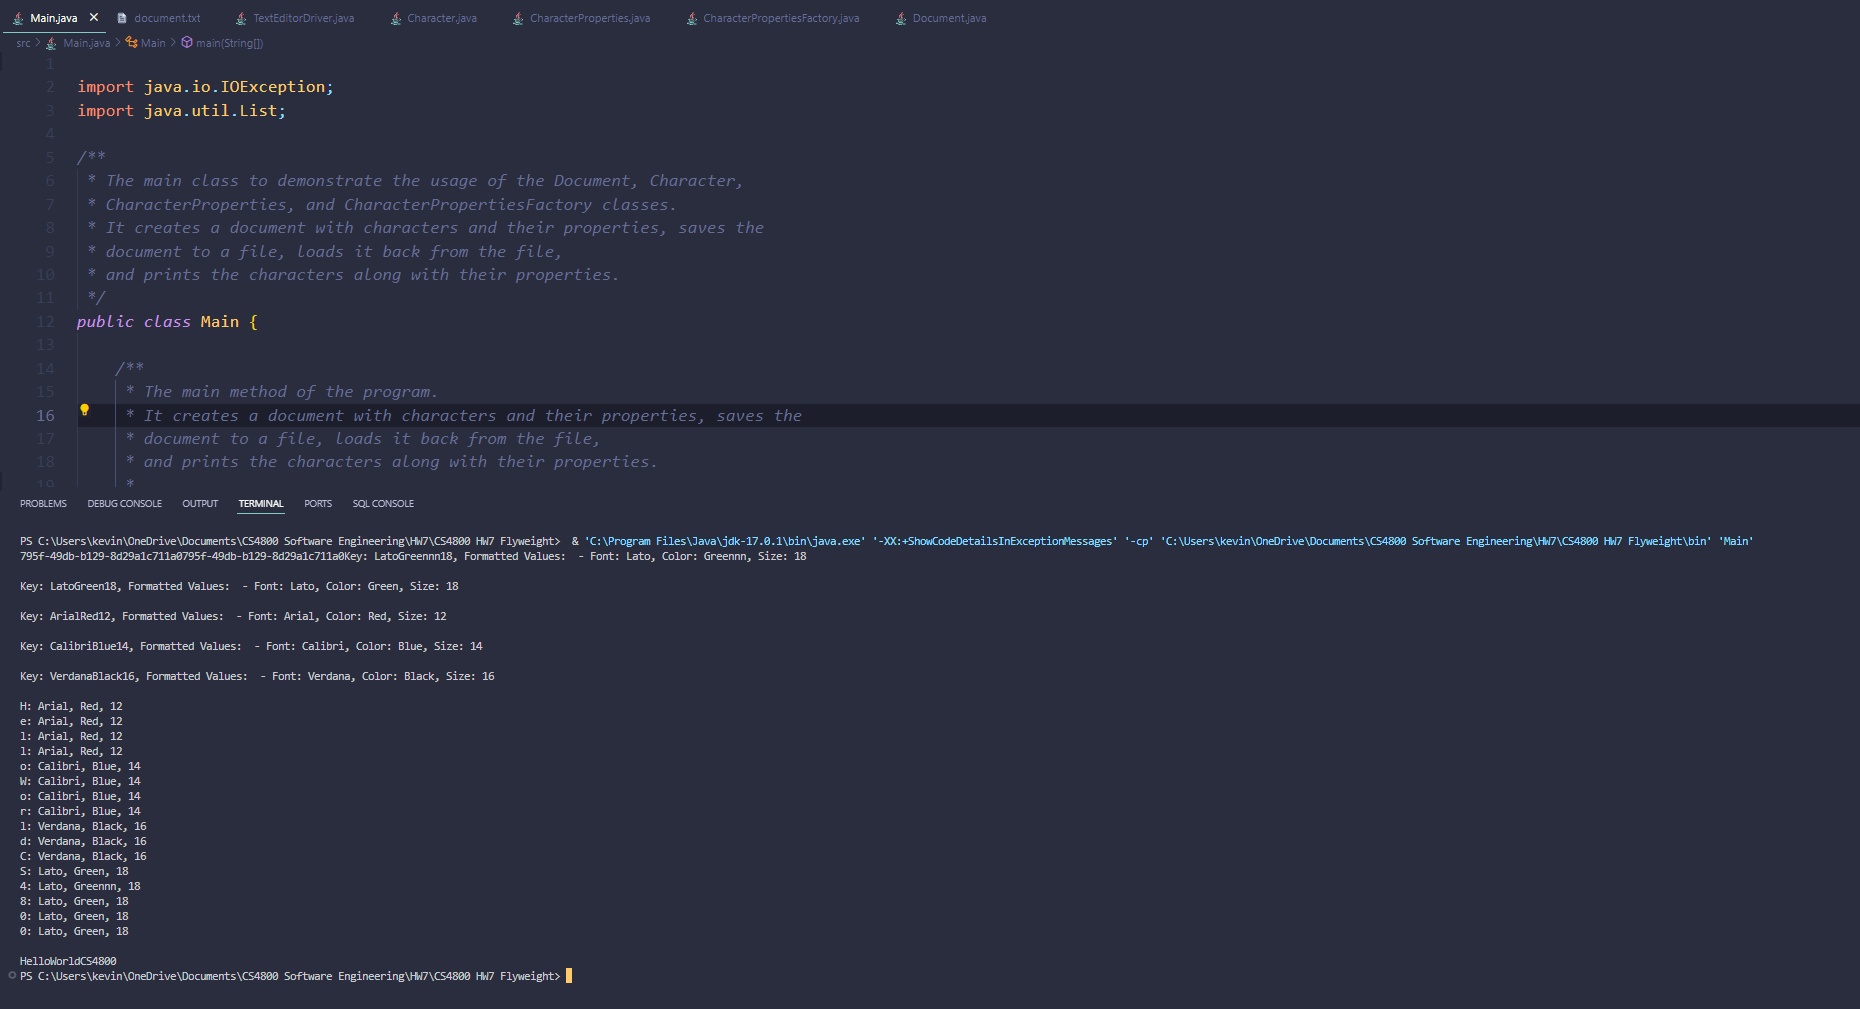 Main.java × document.txt TextEditorDriver.java Character.java CharacterProperties.java CharacterPropertiesFactory.java Document.java
src > Main.java > Main > main(String[])
1
2 import java.io.IOException;
3 import java.util.List;
4
5 /**
6 * The main class to demonstrate the usage of the Document, Character,
7 * CharacterProperties, and CharacterPropertiesFactory classes.
8 * It creates a document with characters and their properties, saves the
9 * document to a file, loads it back from the file,
10 * and prints the characters along with their properties.
11 */
12 public class Main {
13
14 /**
15 * The main method of the program.
16 * It creates a document with characters and their properties, saves the
17 * document to a file, loads it back from the file,
18 * and prints the characters along with their properties.
19 *
PROBLEMS DEBUG CONSOLE OUTPUT TERMINAL PORTS SQL CONSOLE
PS C:\Users\kevin\OneDrive\Documents\CS4800 Software Engineering\HW7\CS4800 HW7 Flyweight> & 'C:\Program Files\Java\jdk-17.0.1\bin\java.exe' '-XX:+ShowCodeDetailsInExceptionMessages' '-cp' 'C:\Users\kevin\OneDrive\Documents\CS4800 Software Engineering\HW7\CS4800 HW7 Flyweight\bin' 'Main'
795f-49db-b129-8d29a1c711a0795f-49db-b129-8d29a1c711a0Key: LatoGreennn18, Formatted Values:  - Font: Lato, Color: Greennn, Size: 18
Key: LatoGreen18, Formatted Values:  - Font: Lato, Color: Green, Size: 18
Key: ArialRed12, Formatted Values:  - Font: Arial, Color: Red, Size: 12
Key: CalibriBlue14, Formatted Values:  - Font: Calibri, Color: Blue, Size: 14
Key: VerdanaBlack16, Formatted Values:  - Font: Verdana, Color: Black, Size: 16
H: Arial, Red, 12
e: Arial, Red, 12
l: Arial, Red, 12
l: Arial, Red, 12
o: Calibri, Blue, 14
W: Calibri, Blue, 14
o: Calibri, Blue, 14
r: Calibri, Blue, 14
l: Verdana, Black, 16
d: Verdana, Black, 16
C: Verdana, Black, 16
S: Lato, Green, 18
4: Lato, Greennn, 18
8: Lato, Green, 18
0: Lato, Green, 18
0: Lato, Green, 18
HelloWorldCS4800
PS C:\Users\kevin\OneDrive\Documents\CS4800 Software Engineering\HW7\CS4800 HW7 Flyweight>